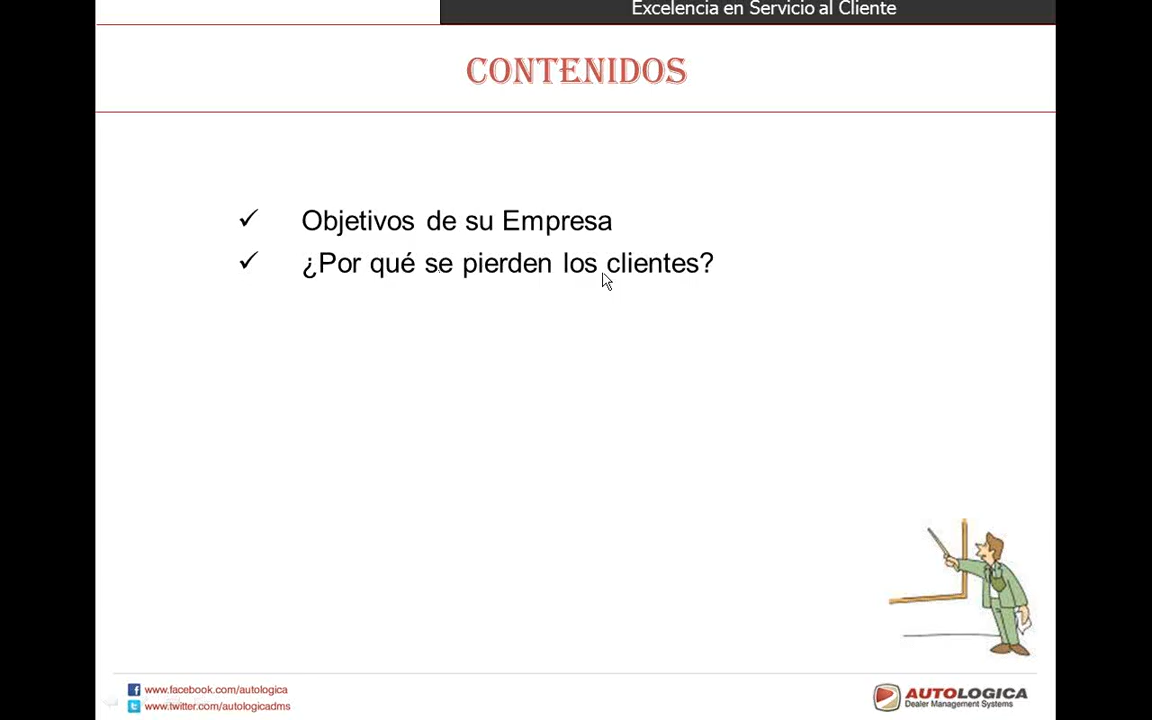 Excelencia en Servicio al Cliente
CONTENIDOS
✓ Objetivos de su Empresa
✓ ¿Por qué se pierden los clientes?
www.facebook.com/autologica
www.twitter.com/autologicadms
AUTOLOGICA
Dealer Management Systems